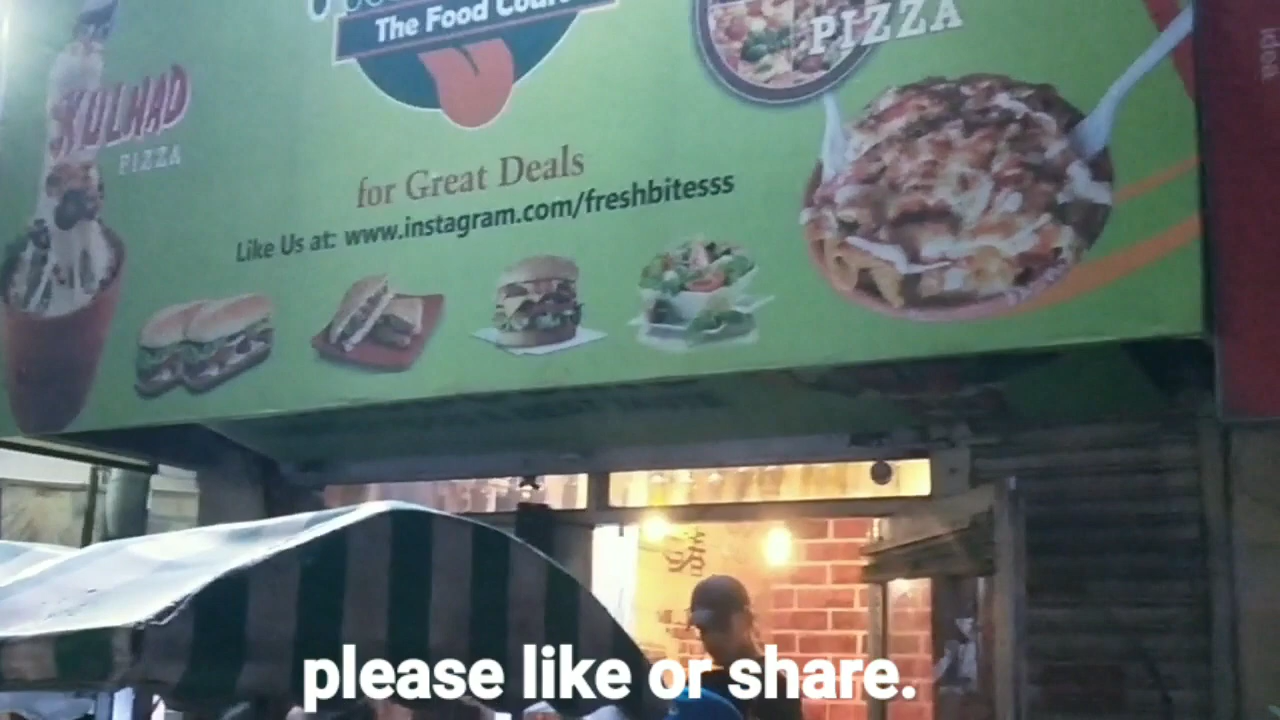 The Food Court
PIZZA
KULHAD
PIZZA
for Great Deals
Like Us at: www.instagram.com/freshbitesss
please like or share.